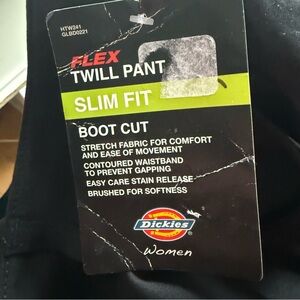 HTW241
GLBD0221
FLEX
TWILL PANT
SLIM FIT
BOOT CUT
STRETCH FABRIC FOR COMFORT
AND EASE OF MOVEMENT
CONTOURED WAISTBAND
TO PREVENT GAPPING
EASY CARE STAIN RELEASE
BRUSHED FOR SOFTNESS
Dickies
Women